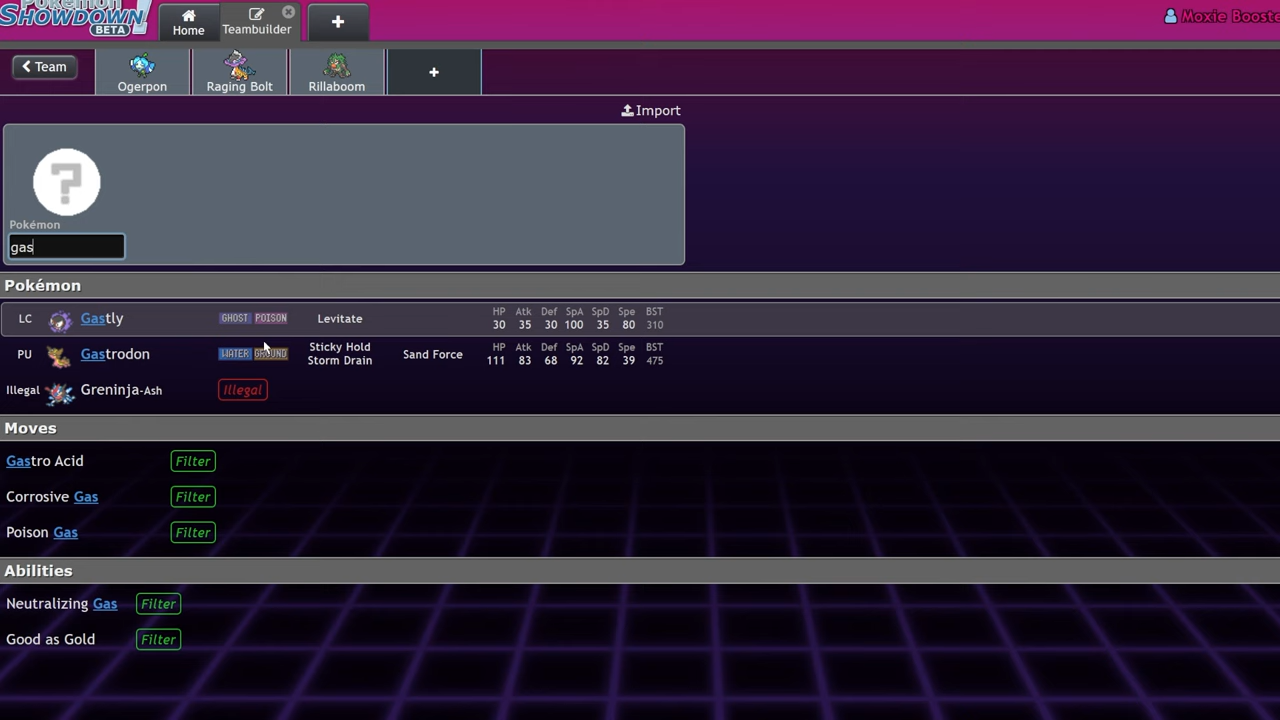 Pokémon
SHOWDOWN!
BETA
Home
Teambuilder
+
Moxie Booste
Team
Ogerpon
Raging Bolt
Rillaboom
+
Import
?
Pokémon
gas
Pokémon
LC Gastly GHOST POISON Levitate HP 30 Atk 35 Def 30 SpA 100 SpD 35 Spe 80 BST 310
PU Gastrodon WATER GROUND Sticky Hold Storm Drain Sand Force HP 111 Atk 83 Def 68 SpA 92 SpD 82 Spe 39 BST 475
Illegal Greninja-Ash Illegal
Moves
Gastro Acid Filter
Corrosive Gas Filter
Poison Gas Filter
Abilities
Neutralizing Gas Filter
Good as Gold Filter